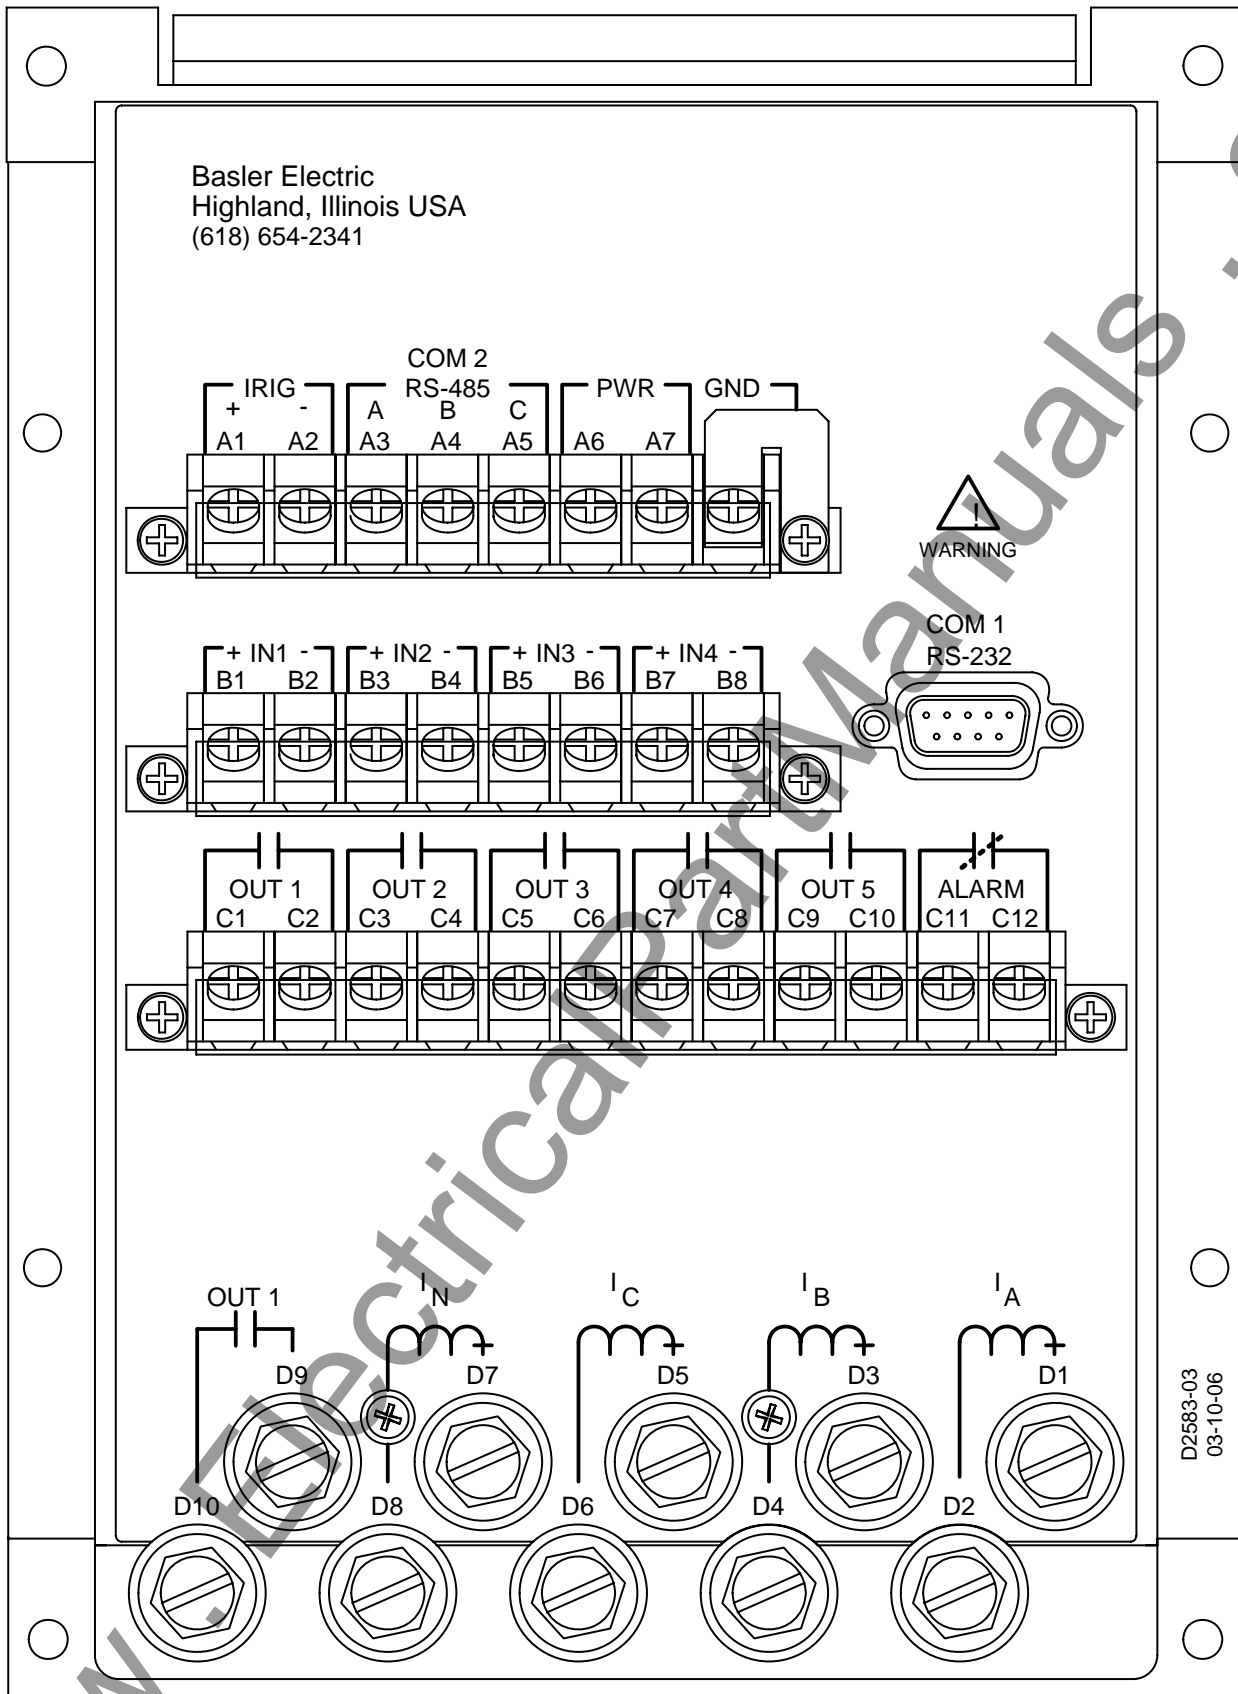 Basler Electric
Highland, Illinois USA
(618) 654-2341
COM 2
IRIG RS-485 PWR GND
+ - A B C
A1 A2 A3 A4 A5 A6 A7
WARNING
COM 1
RS-232
+ IN1 - + IN2 - + IN3 - + IN4 -
B1 B2 B3 B4 B5 B6 B7 B8
OUT 1 OUT 2 OUT 3 OUT 4 OUT 5 ALARM
C1 C2 C3 C4 C5 C6 C7 C8 C9 C10 C11 C12
OUT 1 I N I C I B I A
D9 D7 D5 D3 D1
D10 D8 D6 D4 D2
D2583-03
03-10-06
w . ElectricalPartManuals .